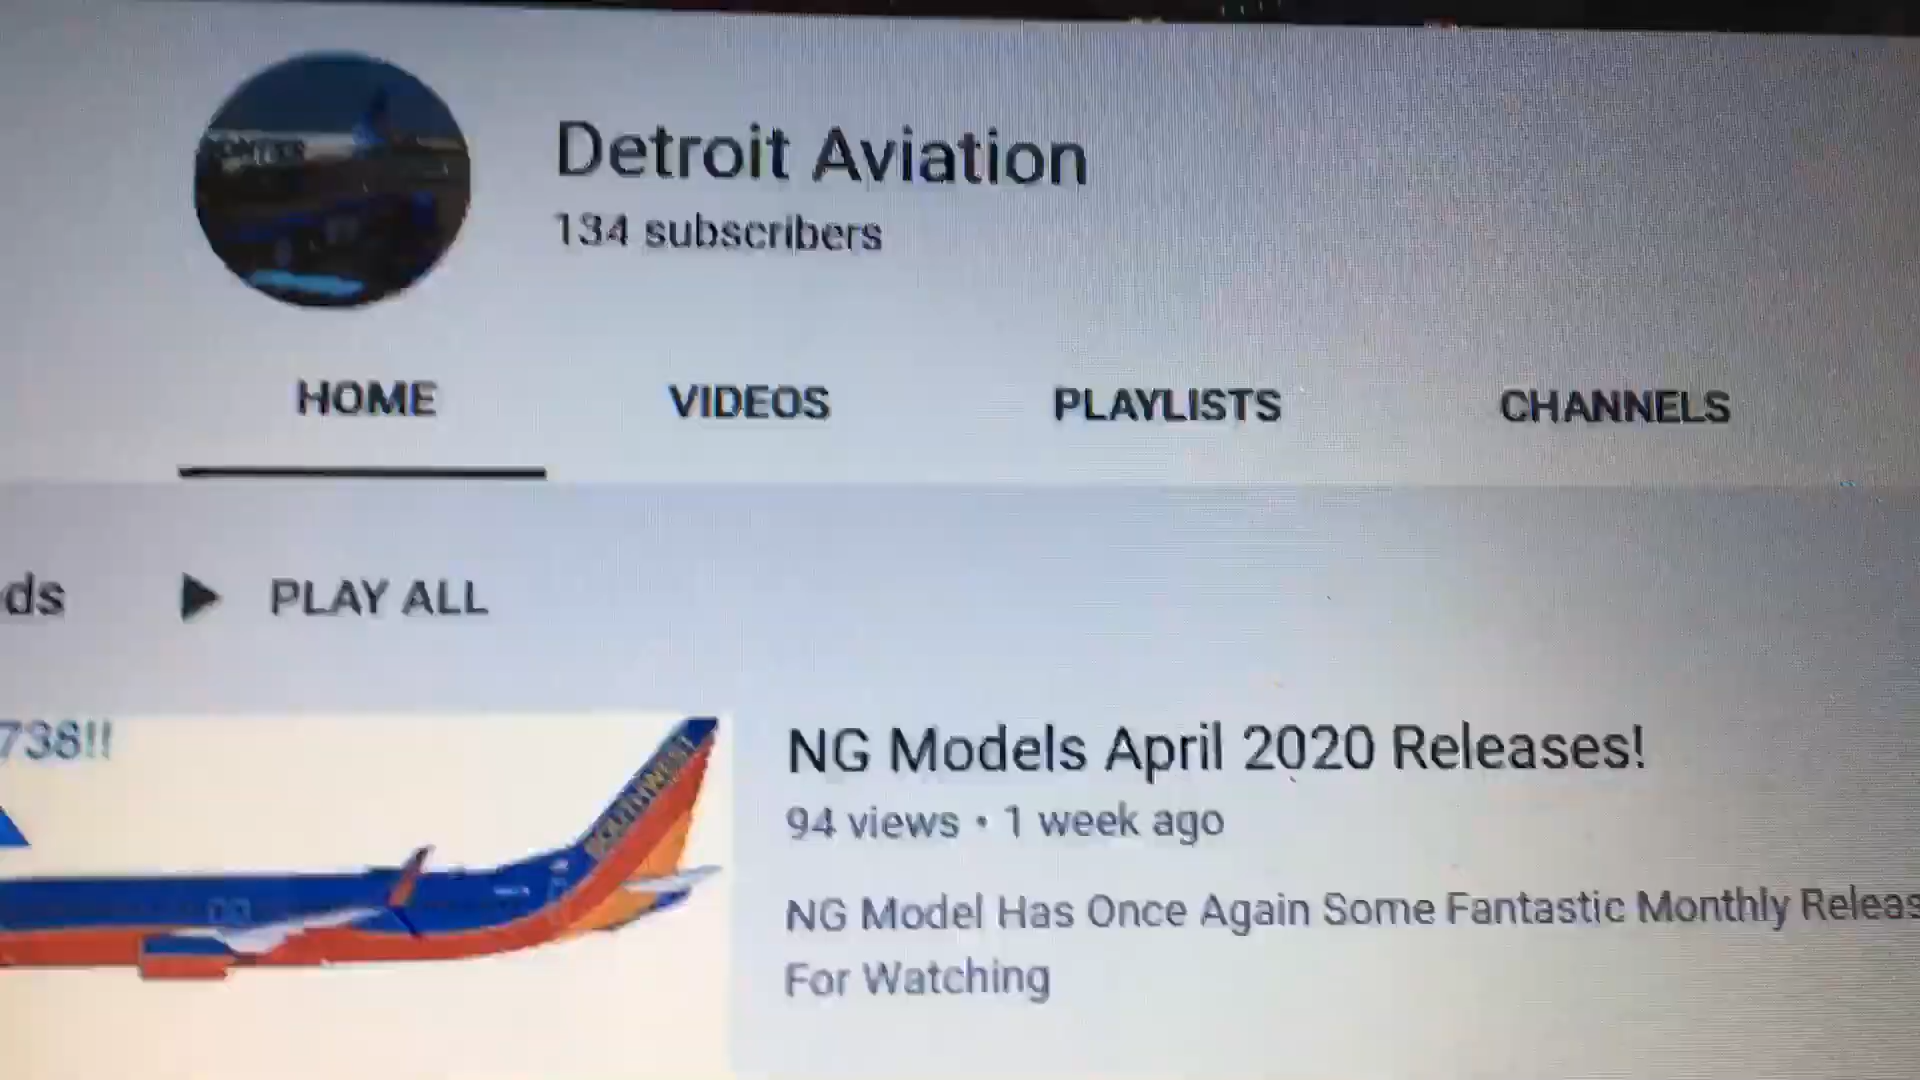 Detroit Aviation
134 subscribers
HOME VIDEOS PLAYLISTS CHANNELS
ds PLAY ALL
738!!
SOUTHWEST
NG Models April 2020 Releases!
94 views • 1 week ago
NG Model Has Once Again Some Fantastic Monthly Releas
For Watching